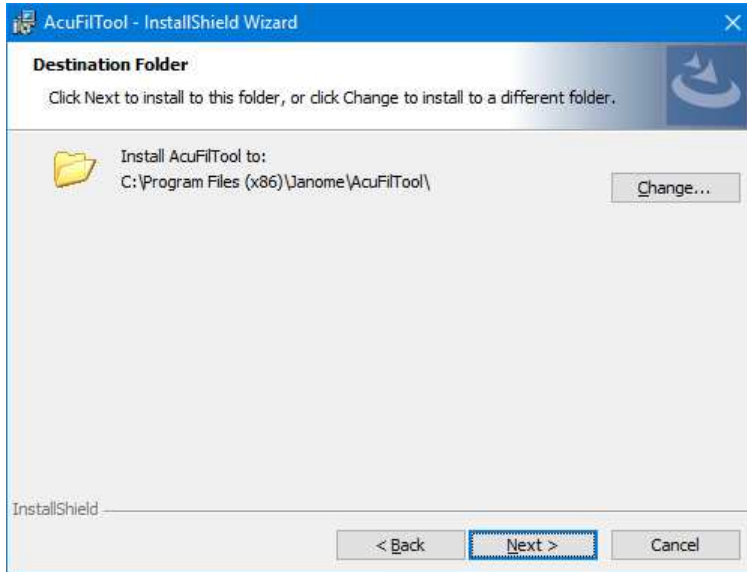 AcuFilTool - InstallShield Wizard
Destination Folder
Click Next to install to this folder, or click Change to install to a different folder.
Install AcuFilTool to:
C:\Program Files (x86)\Janome\AcuFilTool\
Change...
InstallShield
< Back
Next >
Cancel